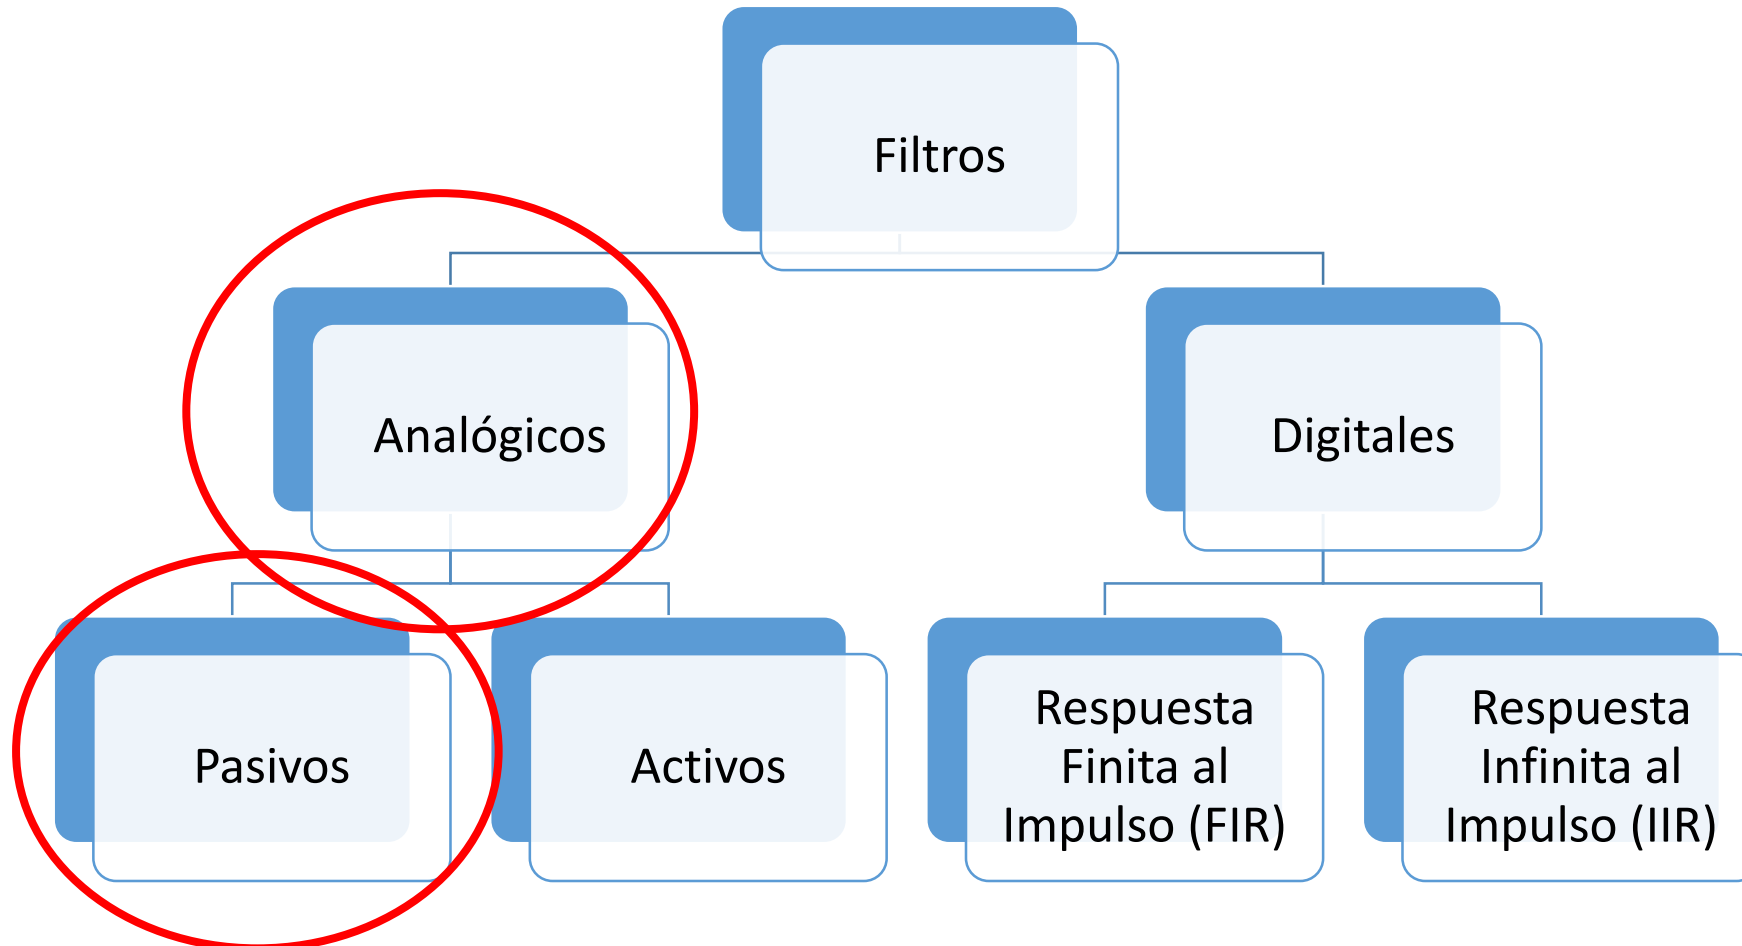 Filtros
Analógicos
Digitales
Pasivos
Activos
Respuesta
Finita al
Impulso (FIR)
Respuesta
Infinita al
Impulso (IIR)